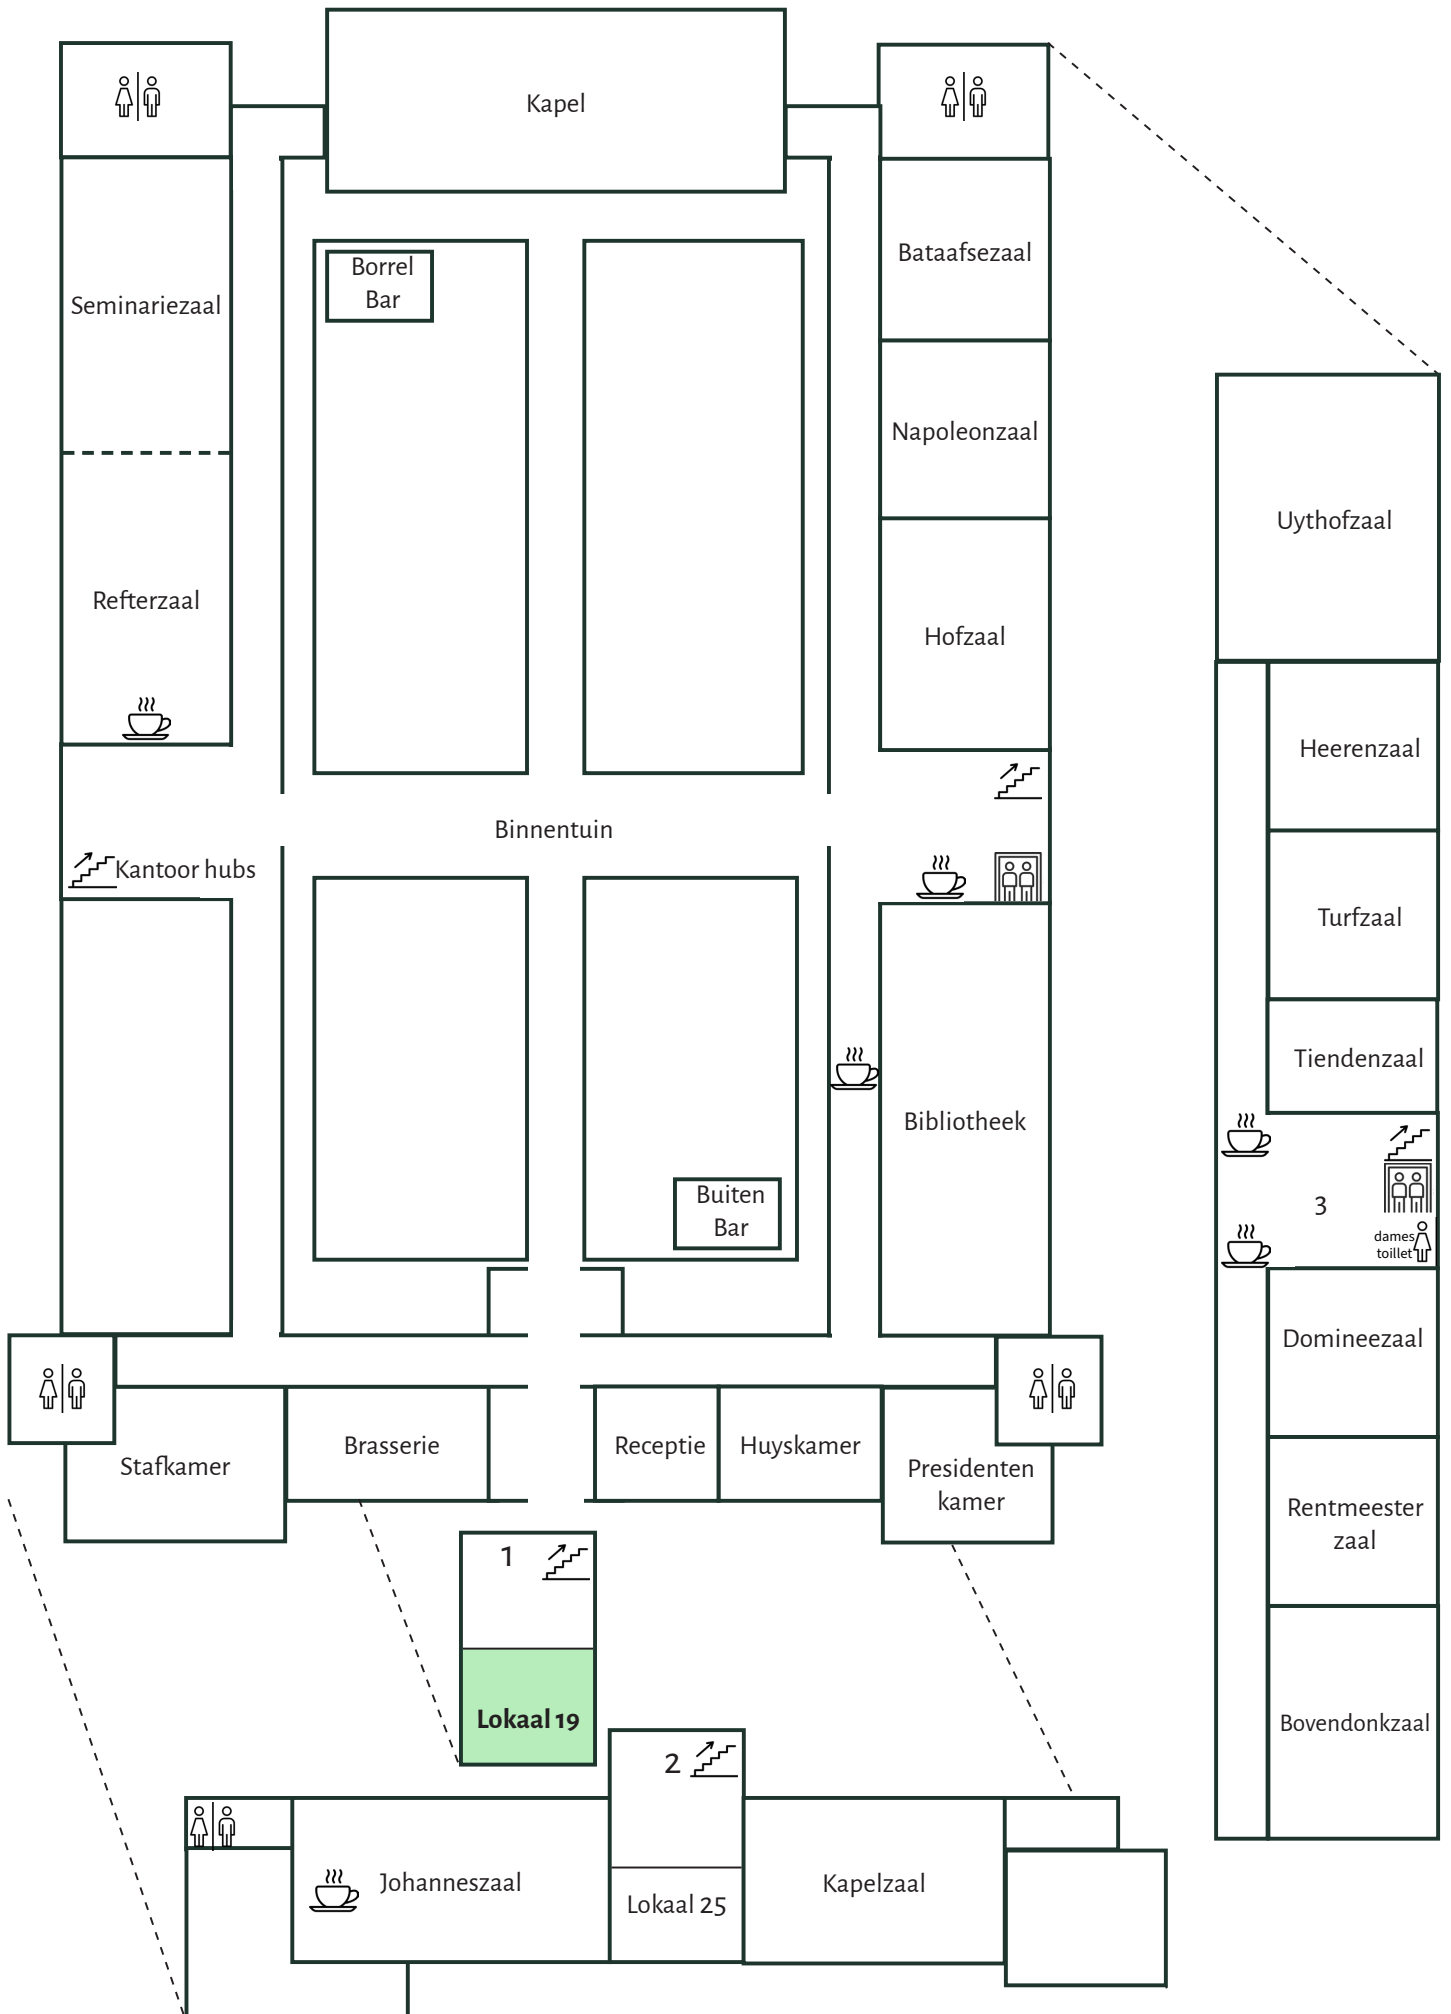 Kapel
Borrel
Bar
Seminariezaal
Bataafsezaal
Napoleonzaal
Uythofzaal
Refterzaal
Hofzaal
Heerenzaal
Binnentuin
Kantoor hubs
Turfzaal
Tiendenzaal
Bibliotheek
Buiten
Bar
3
dames
toillet
Domineezaal
Stafkamer
Brasserie
Receptie
Huyskamer
Presidenten
kamer
Rentmeester
zaal
1
Lokaal 19
2
Bovendonkzaal
Johanneszaal
Lokaal 25
Kapelzaal